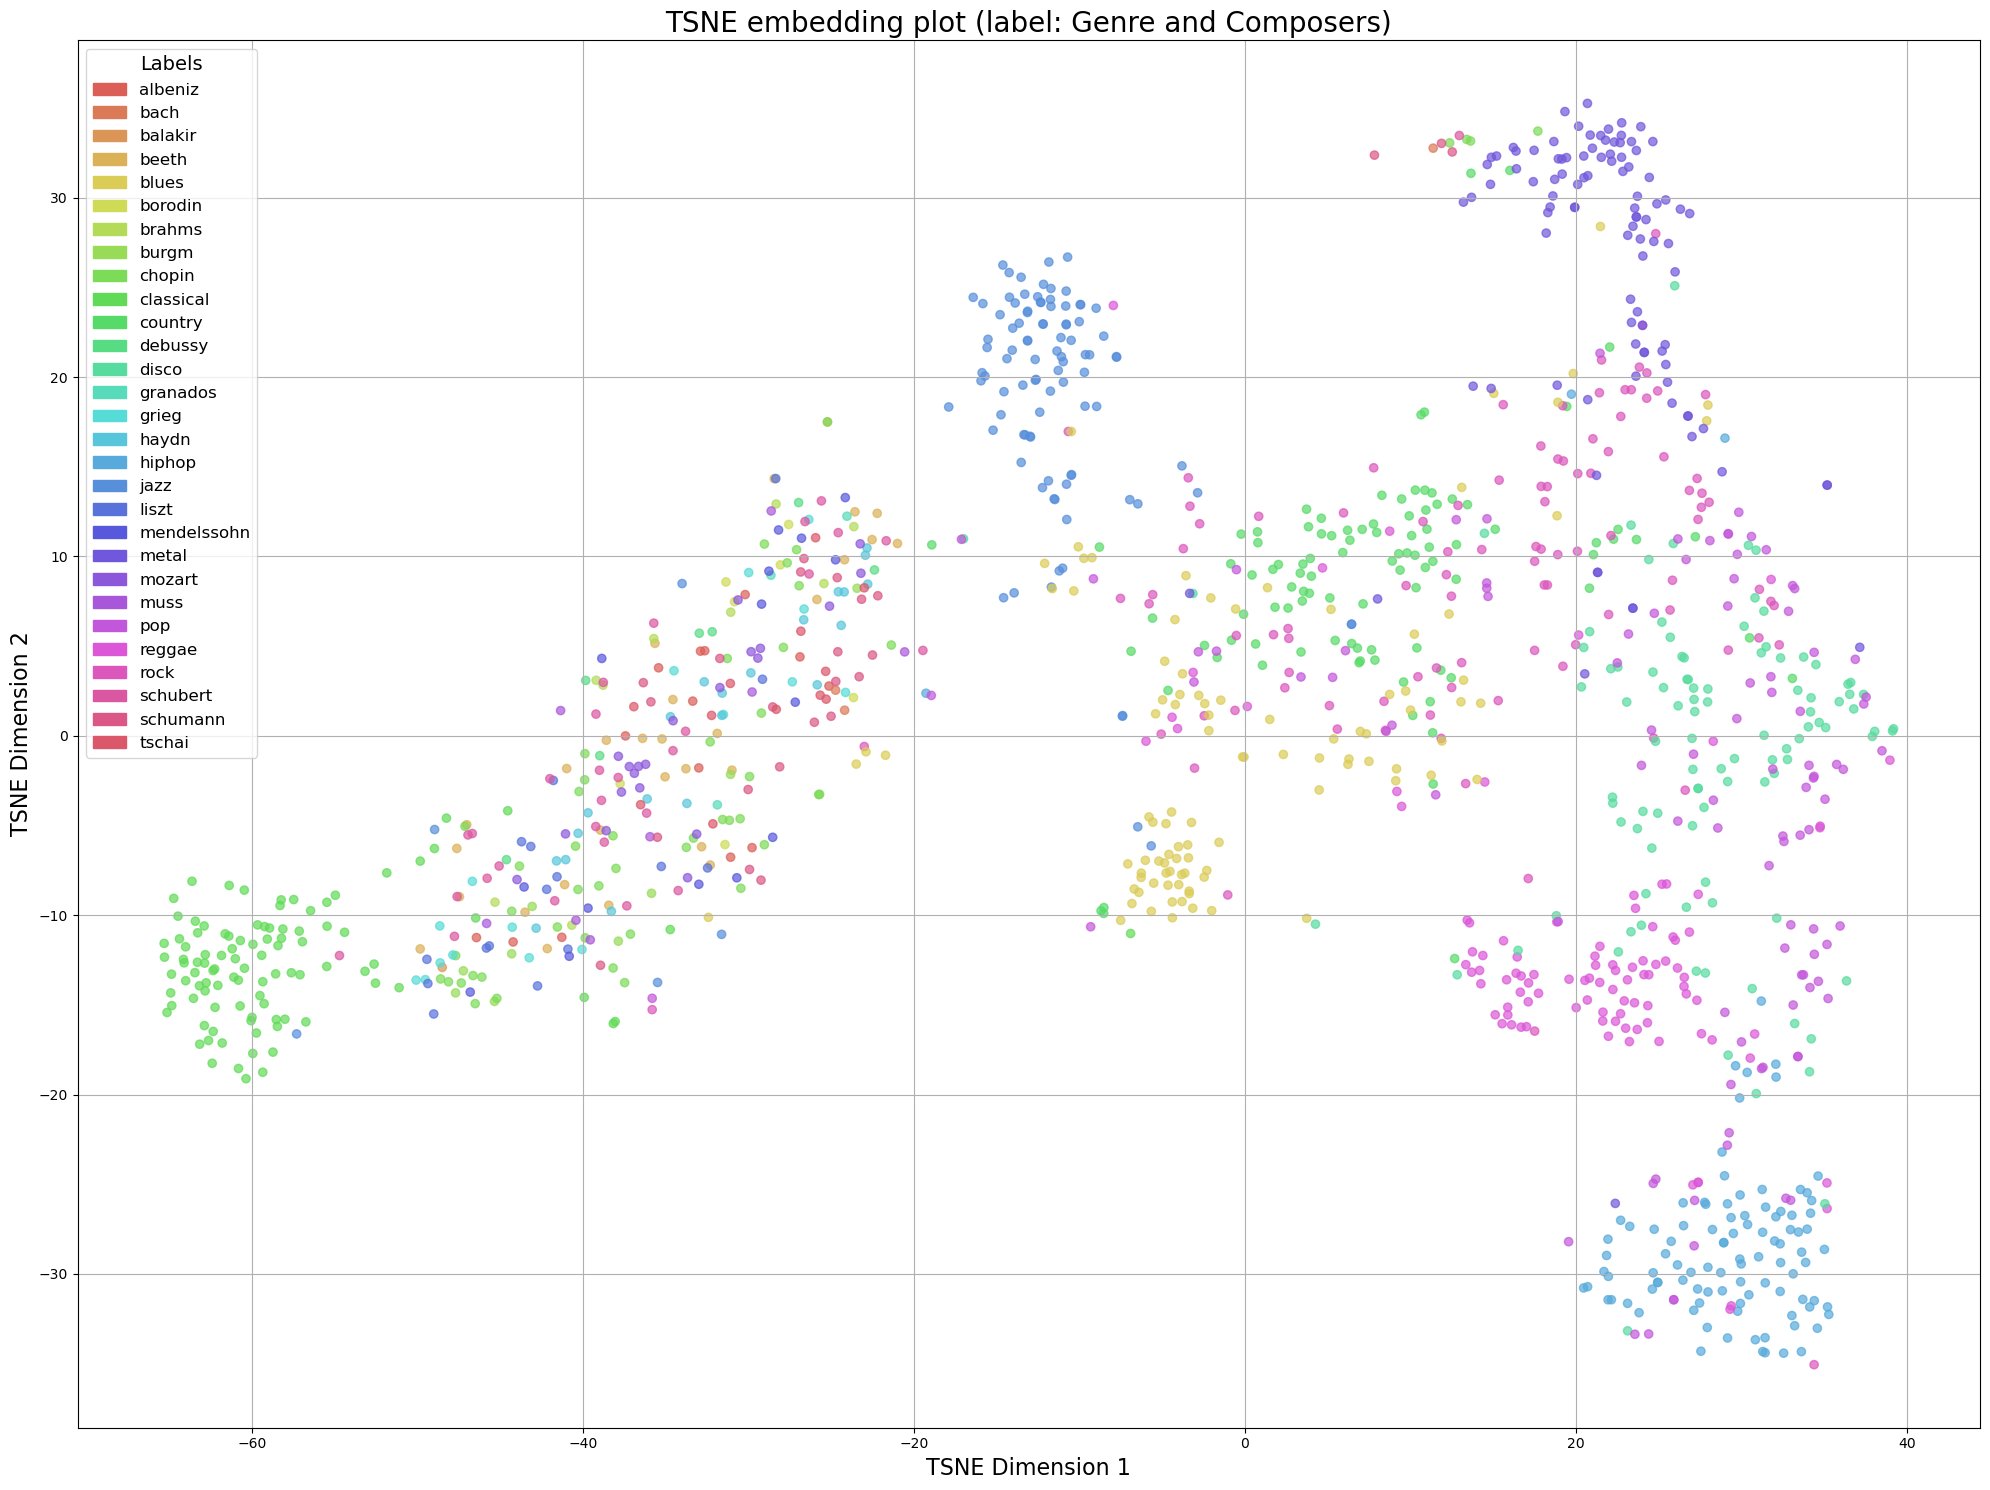 TSNE embedding plot (label: Genre and Composers)
Labels
albeniz
bach
balakir
beeth
blues
borodin
brahms
burgm
chopin
classical
country
debussy
disco
granados
grieg
haydn
hiphop
jazz
liszt
mendelssohn
metal
mozart
muss
pop
reggae
rock
schubert
schumann
tschai
TSNE Dimension 2
30
20
10
0
−10
−20
−30
−60
−40
−20
0
20
40
TSNE Dimension 1